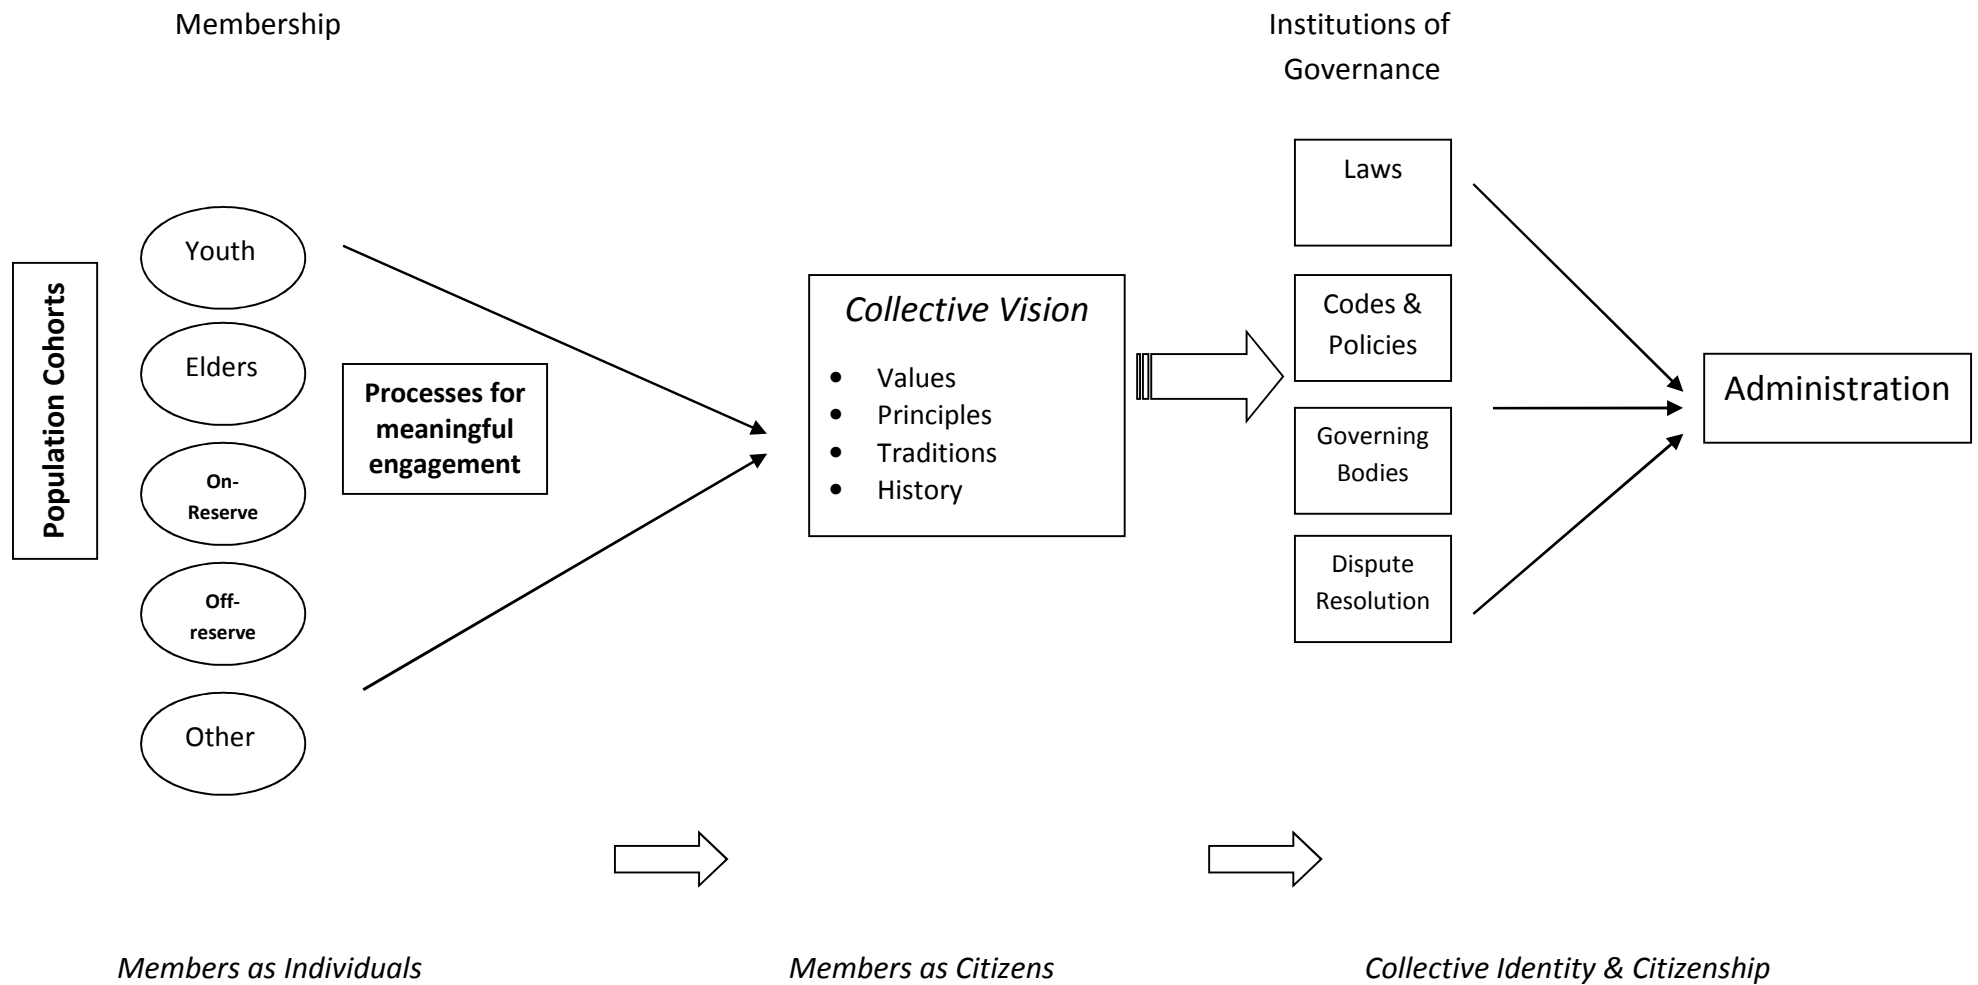 Membership
Institutions of
Governance
Population Cohorts
Youth
Elders
On-
Reserve
Off-
reserve
Other
Processes for
meaningful
engagement
Collective Vision
• Values
• Principles
• Traditions
• History
Laws
Codes &
Policies
Governing
Bodies
Dispute
Resolution
Administration
Members as Individuals
Members as Citizens
Collective Identity & Citizenship